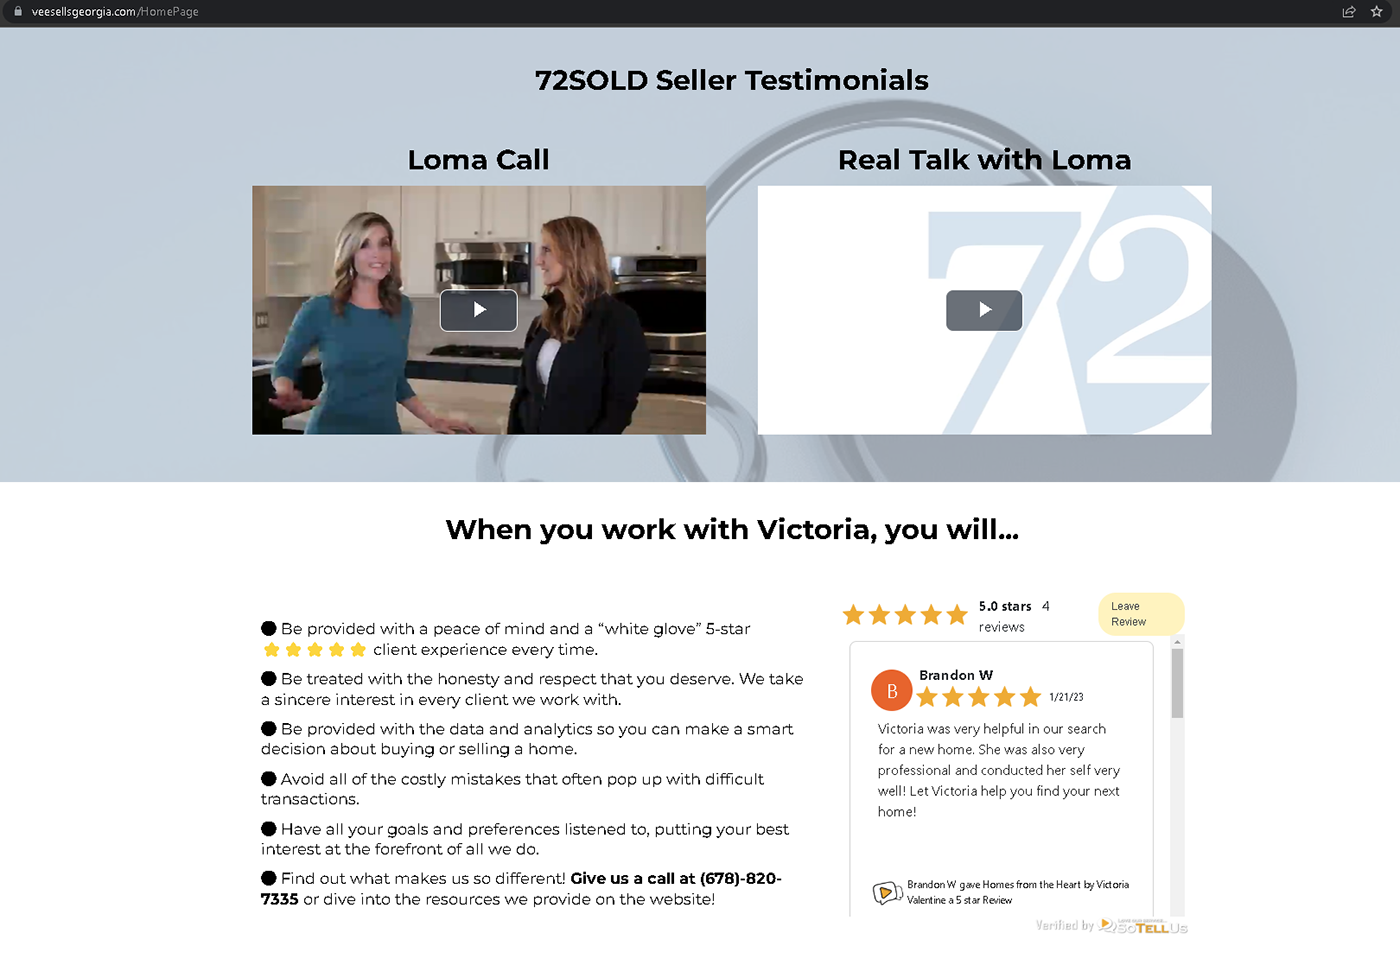 veesellsgeorgia.com/HomePage
72SOLD Seller Testimonials
Loma Call
Real Talk with Loma
72
When you work with Victoria, you will...
● Be provided with a peace of mind and a “white glove” 5-star
⭐⭐⭐⭐⭐ client experience every time.
● Be treated with the honesty and respect that you deserve. We take
a sincere interest in every client we work with.
● Be provided with the data and analytics so you can make a smart
decision about buying or selling a home.
● Avoid all of the costly mistakes that often pop up with difficult
transactions.
● Have all your goals and preferences listened to, putting your best
interest at the forefront of all we do.
● Find out what makes us so different! Give us a call at (678)-820-
7335 or dive into the resources we provide on the website!
5.0 stars 4
reviews
Leave
Review
B
Brandon W
1/21/23
Victoria was very helpful in our search
for a new home. She was also very
professional and conducted her self very
well! Let Victoria help you find your next
home!
Brandon W gave Homes from the Heart by Victoria
Valentine a 5 star Review
Verified by
SoTellUs